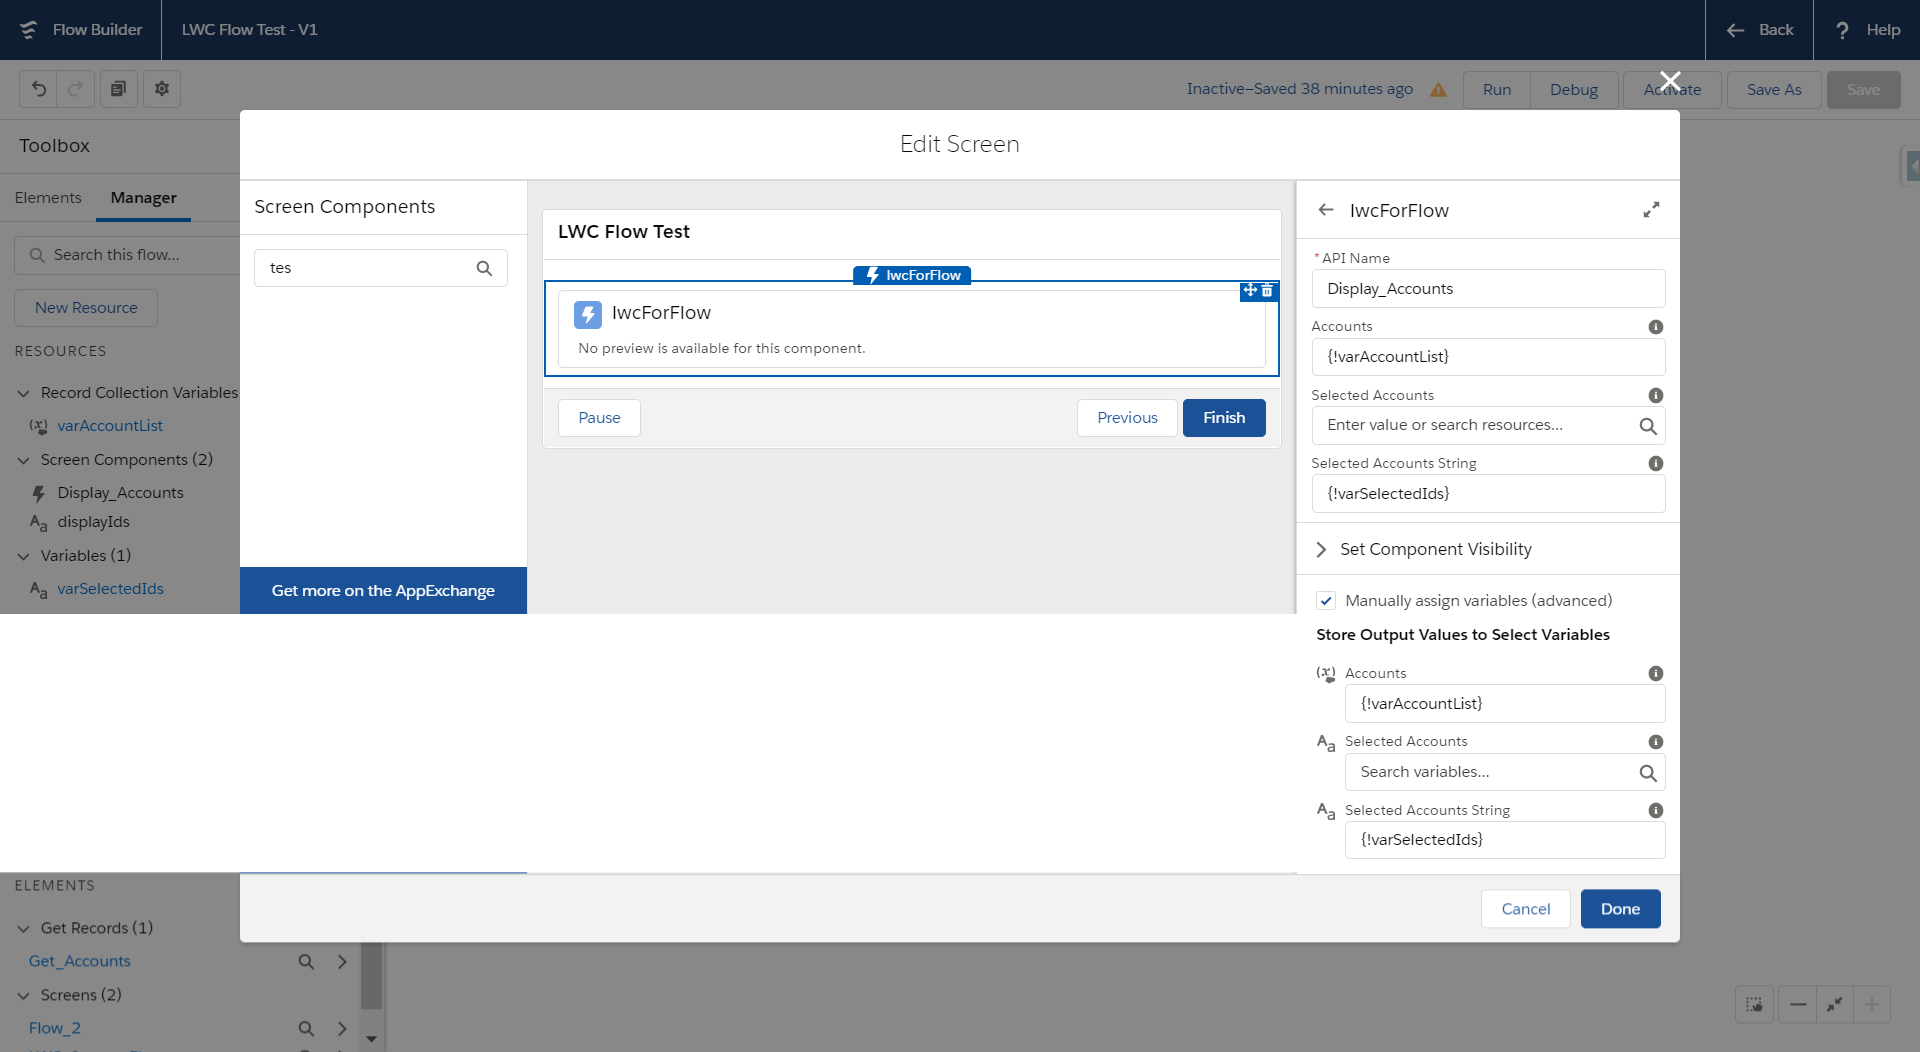 Flow Builder
LWC Flow Test - V1
Back
? Help
Inactive–Saved 38 minutes ago
Run
Debug
Activate
Save As
Save
Toolbox
Elements
Manager
Search this flow...
New Resource
RESOURCES
Record Collection Variables
varAccountList
Screen Components (2)
Display_Accounts
Aa displayIds
Variables (1)
Aa varSelectedIds
ELEMENTS
Get Records (1)
Get_Accounts
Screens (2)
Flow_2
Edit Screen
Screen Components
tes
Get more on the AppExchange
LWC Flow Test
lwcForFlow
lwcForFlow
No preview is available for this component.
Pause
Previous
Finish
lwcForFlow
* API Name
Display_Accounts
Accounts
{!varAccountList}
Selected Accounts
Enter value or search resources...
Selected Accounts String
{!varSelectedIds}
Set Component Visibility
Manually assign variables (advanced)
Store Output Values to Select Variables
Accounts
{!varAccountList}
Aa Selected Accounts
Search variables...
Aa Selected Accounts String
{!varSelectedIds}
Cancel
Done